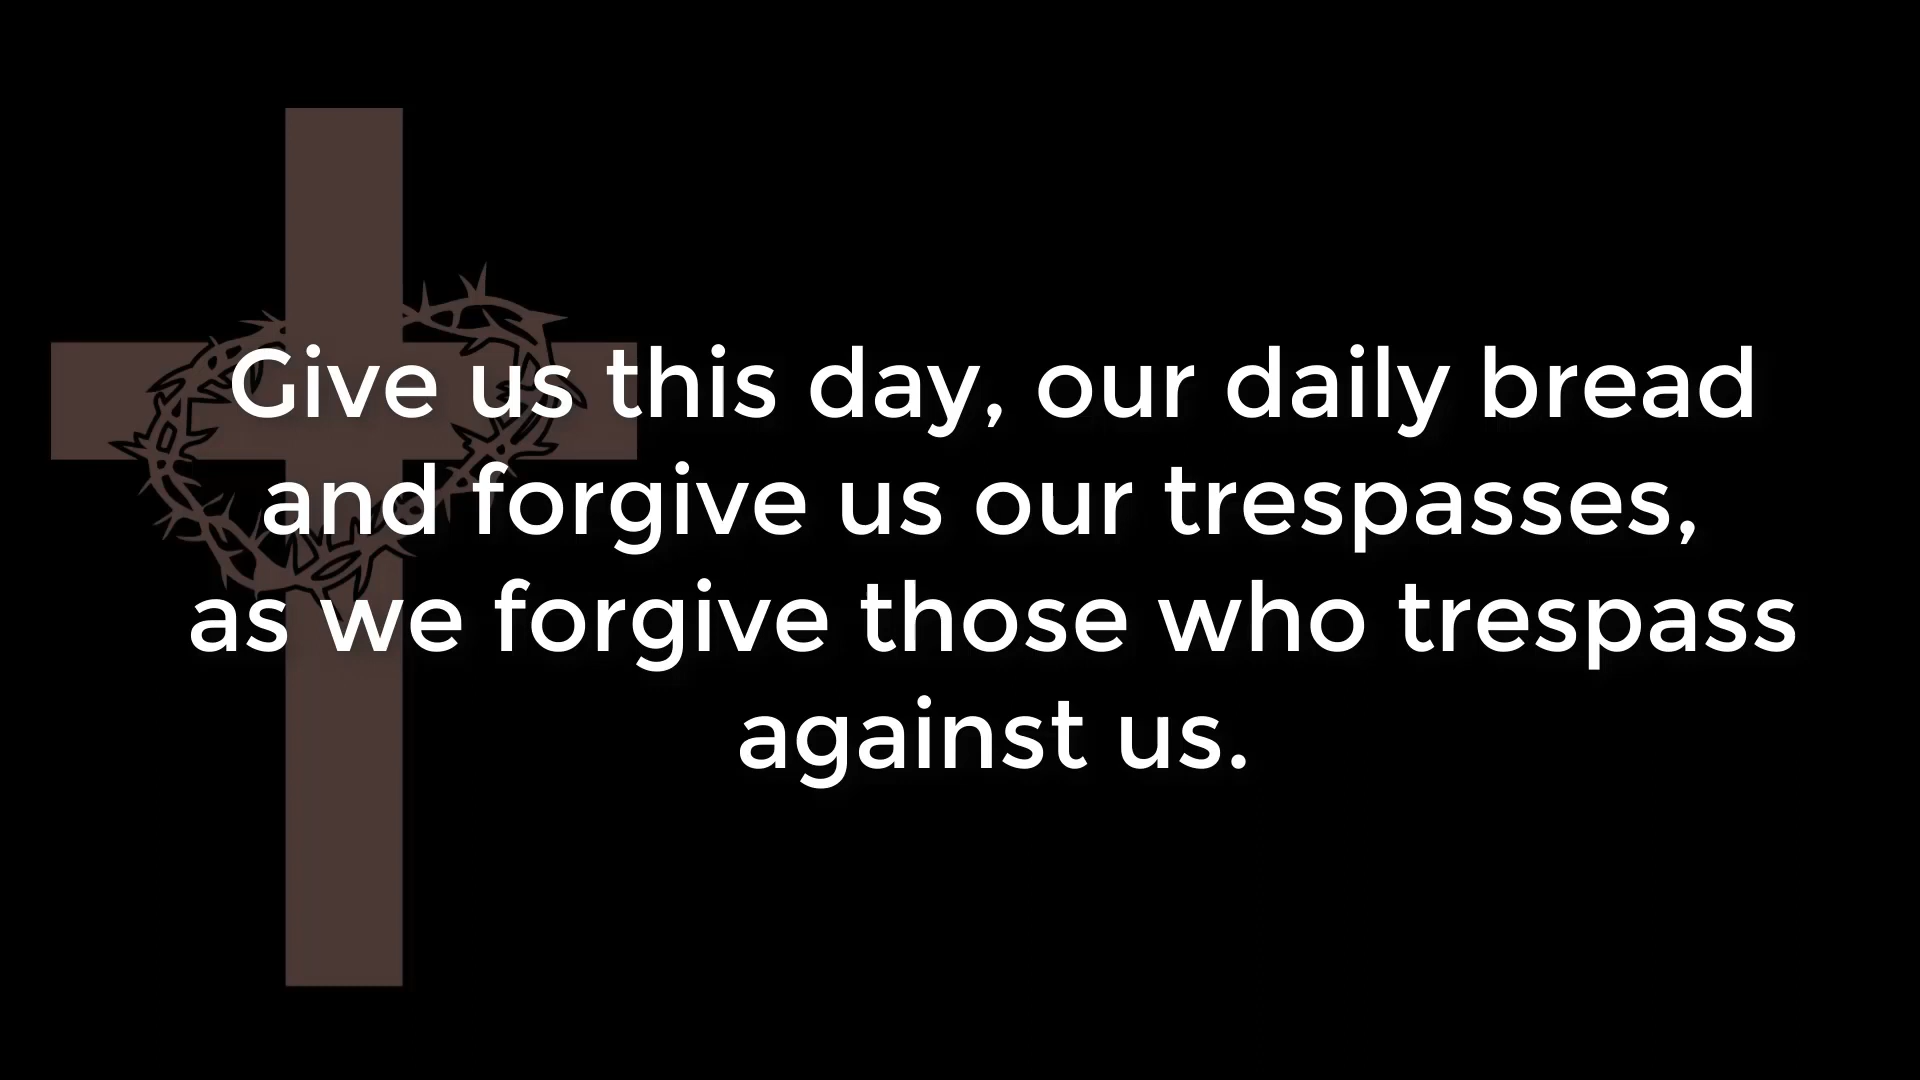 Give us this day, our daily bread
and forgive us our trespasses,
as we forgive those who trespass
against us.